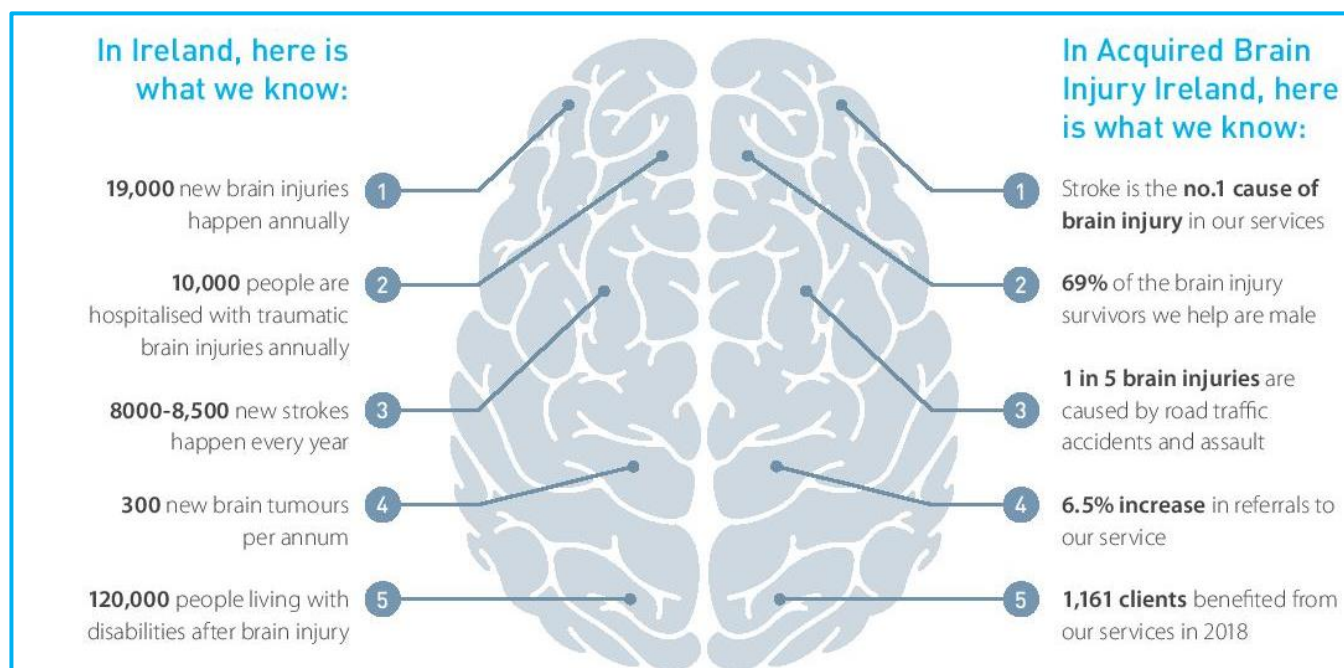 In Ireland, here is
what we know:
1
19,000 new brain injuries
happen annually
2
10,000 people are
hospitalised with traumatic
brain injuries annually
3
8000-8,500 new strokes
happen every year
4
300 new brain tumours
per annum
5
120,000 people living with
disabilities after brain injury
In Acquired Brain
Injury Ireland, here
is what we know:
1
Stroke is the no.1 cause of
brain injury in our services
2
69% of the brain injury
survivors we help are male
3
1 in 5 brain injuries are
caused by road traffic
accidents and assault
4
6.5% increase in referrals to
our service
5
1,161 clients benefited from
our services in 2018